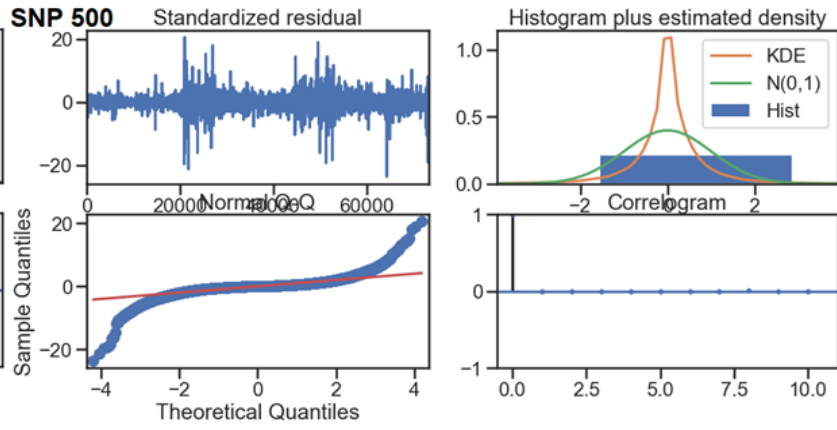 SNP 500
Standardized residual
20
0
−20
0
20000
40000
60000
Histogram plus estimated density
1.0
0.5
0.0
KDE
N(0,1)
Hist
−2
0
2
Normal Q-Q
Sample Quantiles
20
0
−20
−4
−2
0
2
4
Theoretical Quantiles
Correlogram
1
0
−1
0.0
2.5
5.0
7.5
10.0